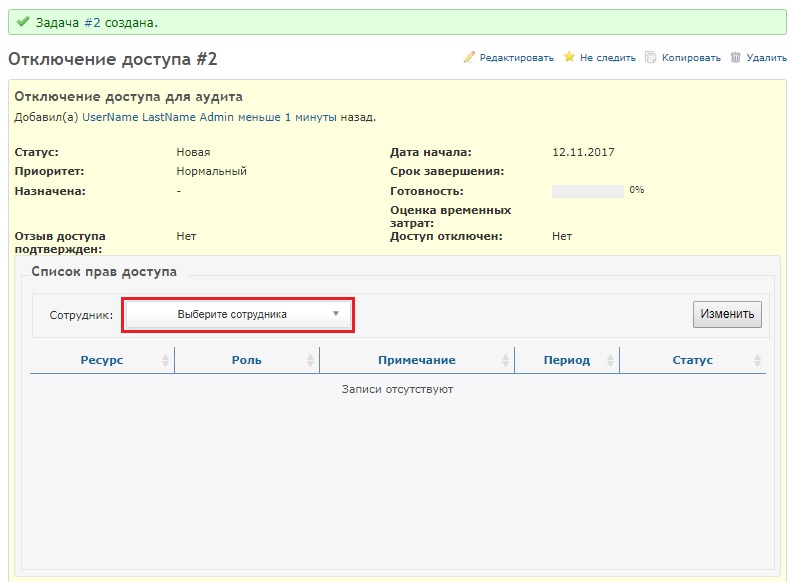 Задача #2 создана.
Отключение доступа #2
Редактировать Не следить Копировать Удалить
Отключение доступа для аудита
Добавил(а) UserName LastName Admin меньше 1 минуты назад.
Статус: Новая Дата начала: 12.11.2017
Приоритет: Нормальный Срок завершения:
Назначена: - Готовность: 0%
Оценка временных
затрат:
Отзыв доступа Нет Доступ отключен: Нет
подтвержден:
Список прав доступа
Сотрудник: Выберите сотрудника Изменить
Ресурс Роль Примечание Период Статус
Записи отсутствуют